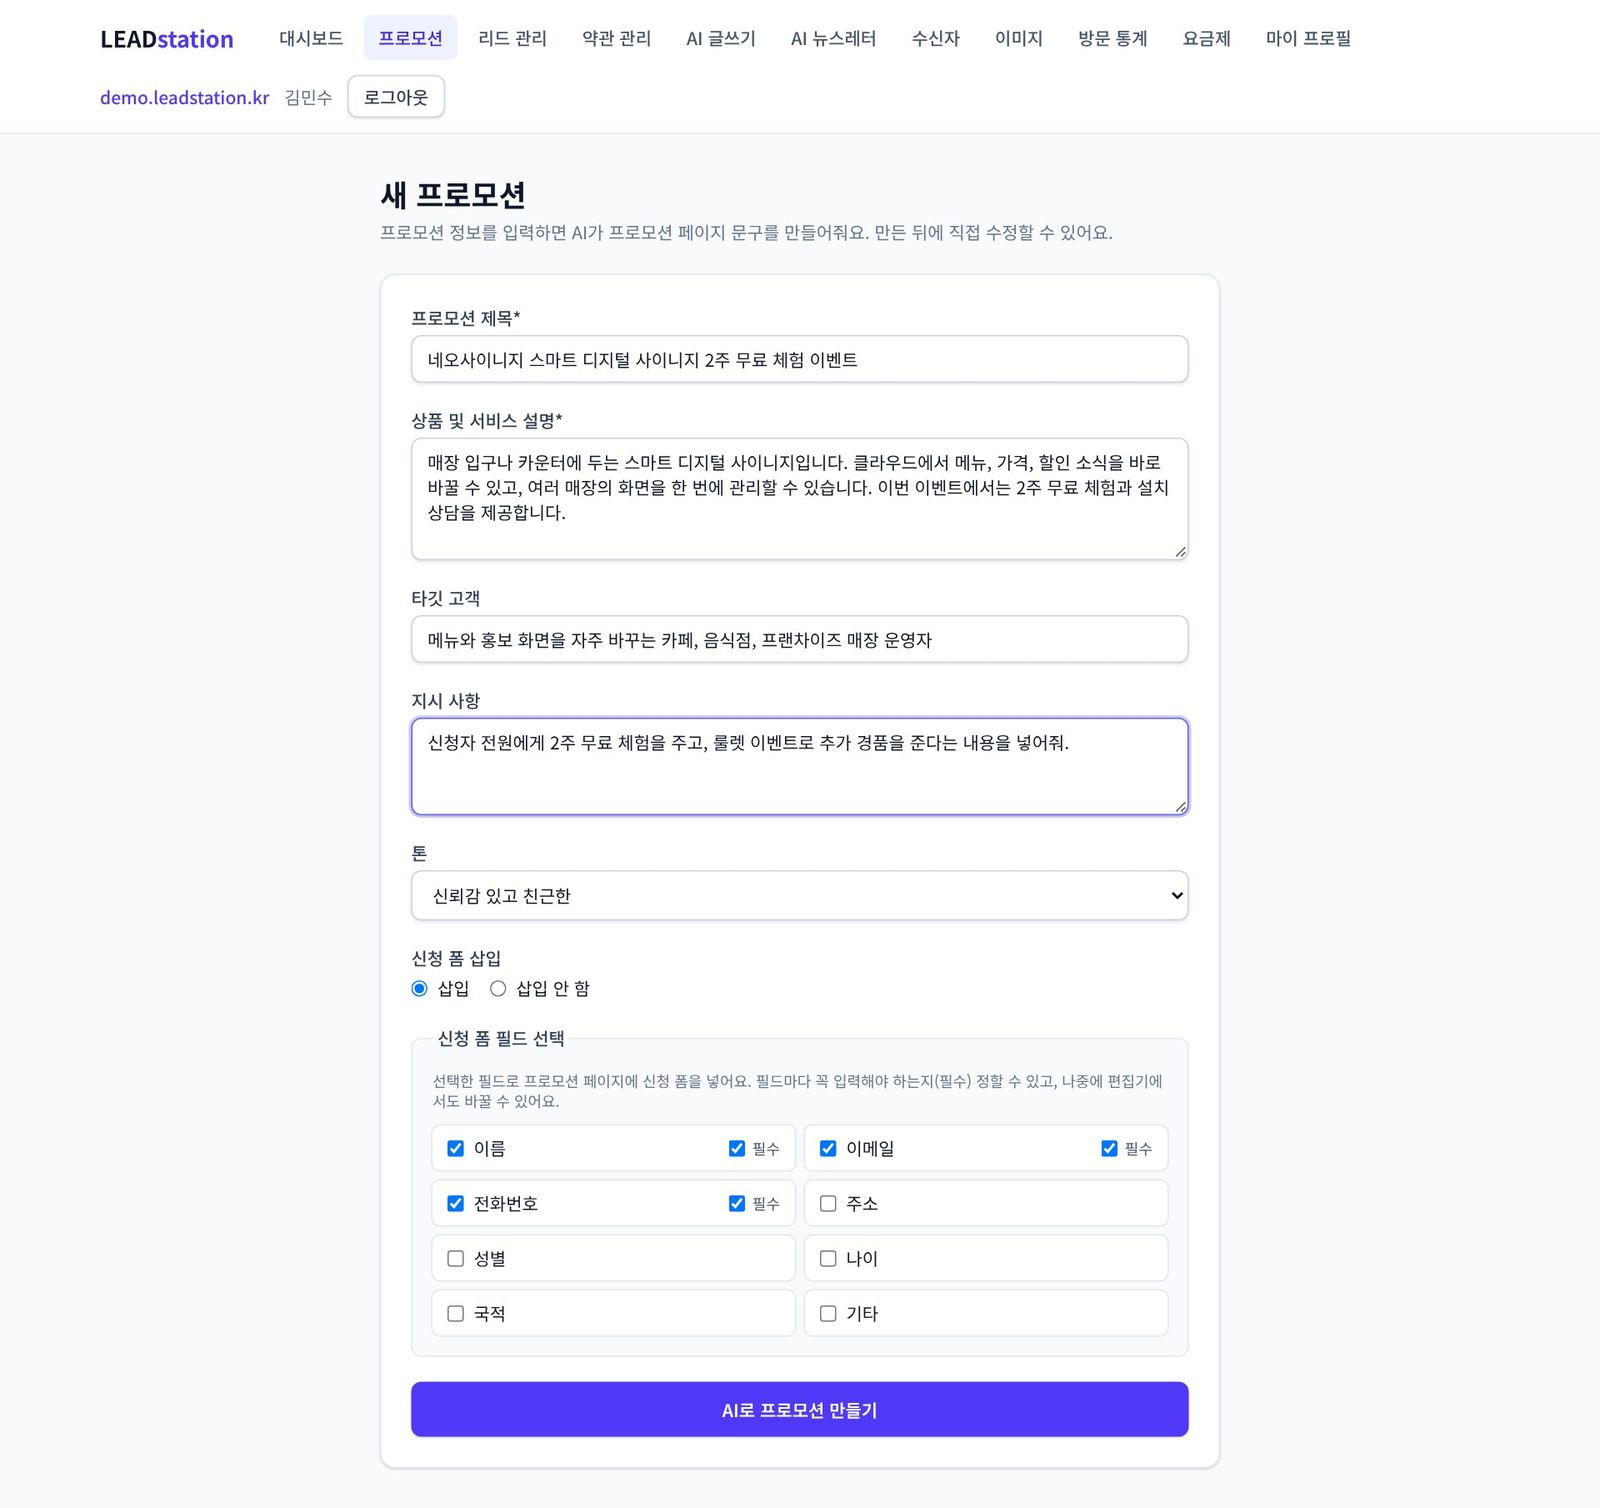 LEADstation 대시보드 프로모션 리드 관리 약관 관리 AI 글쓰기 AI 뉴스레터 수신자 이미지 방문 통계 요금제 마이 프로필
demo.leadstation.kr 김민수 로그아웃
새 프로모션
프로모션 정보를 입력하면 AI가 프로모션 페이지 문구를 만들어줘요. 만든 뒤에 직접 수정할 수 있어요.
프로모션 제목*
네오사이니지 스마트 디지털 사이니지 2주 무료 체험 이벤트
상품 및 서비스 설명*
매장 입구나 카운터에 두는 스마트 디지털 사이니지입니다. 클라우드에서 메뉴, 가격, 할인 소식을 바로
바꿀 수 있고, 여러 매장의 화면을 한 번에 관리할 수 있습니다. 이번 이벤트에서는 2주 무료 체험과 설치
상담을 제공합니다.
타깃 고객
메뉴와 홍보 화면을 자주 바꾸는 카페, 음식점, 프랜차이즈 매장 운영자
지시 사항
신청자 전원에게 2주 무료 체험을 주고, 룰렛 이벤트로 추가 경품을 준다는 내용을 넣어줘.
톤
신뢰감 있고 친근한
신청 폼 삽입
삽입 삽입 안 함
신청 폼 필드 선택
선택한 필드로 프로모션 페이지에 신청 폼을 넣어요. 필드마다 꼭 입력해야 하는지(필수) 정할 수 있고, 나중에 편집기에
서도 바꿀 수 있어요.
이름 필수 이메일 필수
전화번호 필수 주소
성별 나이
국적 기타
AI로 프로모션 만들기